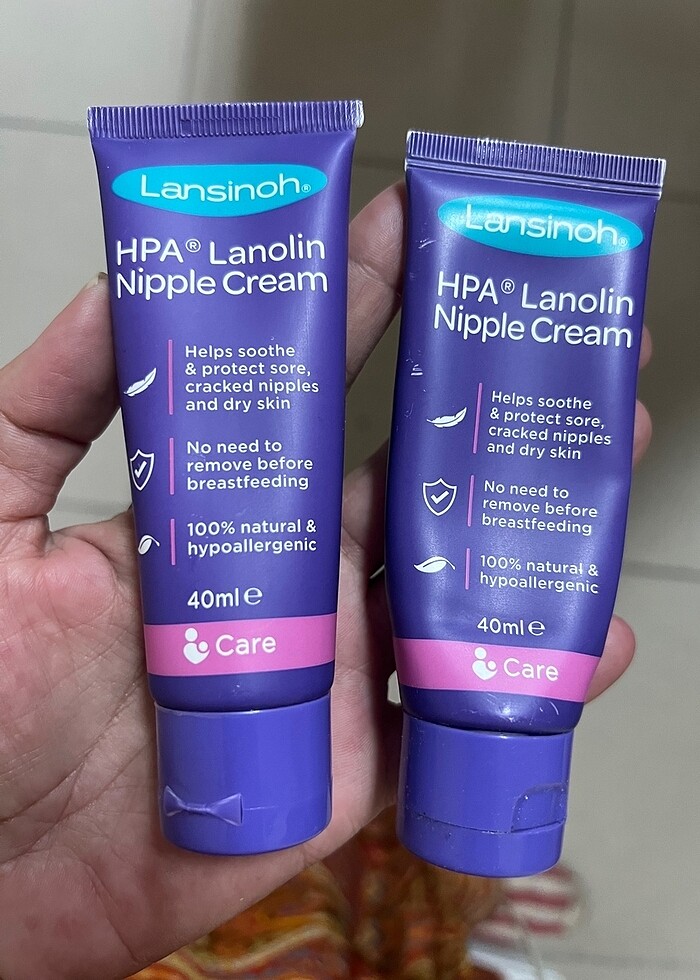 Lansinoh®
HPA® Lanolin
Nipple Cream
Helps soothe
& protect sore,
cracked nipples
and dry skin
No need to
remove before
breastfeeding
100% natural &
hypoallergenic
40ml e
Care
Lansinoh®
HPA® Lanolin
Nipple Cream
Helps soothe
& protect sore,
cracked nipples
and dry skin
No need to
remove before
breastfeeding
100% natural &
hypoallergenic
40ml e
Care